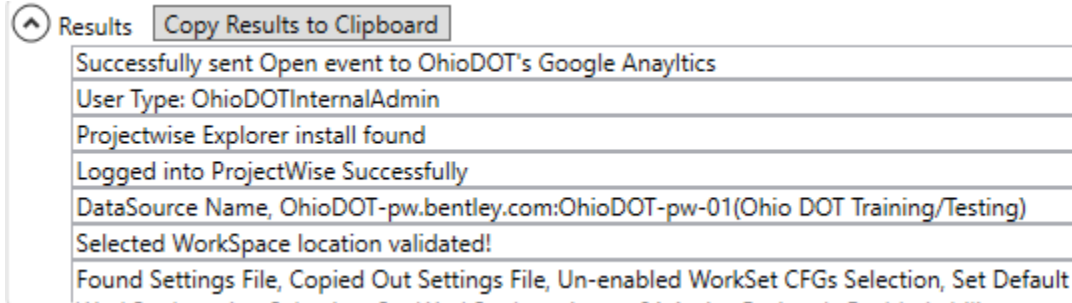 Results Copy Results to Clipboard
Successfully sent Open event to OhioDOT's Google Anayltics
User Type: OhioDOTInternalAdmin
Projectwise Explorer install found
Logged into ProjectWise Successfully
DataSource Name, OhioDOT-pw.bentley.com:OhioDOT-pw-01(Ohio DOT Training/Testing)
Selected WorkSpace location validated!
Found Settings File, Copied Out Settings File, Un-enabled WorkSet CFGs Selection, Set Default